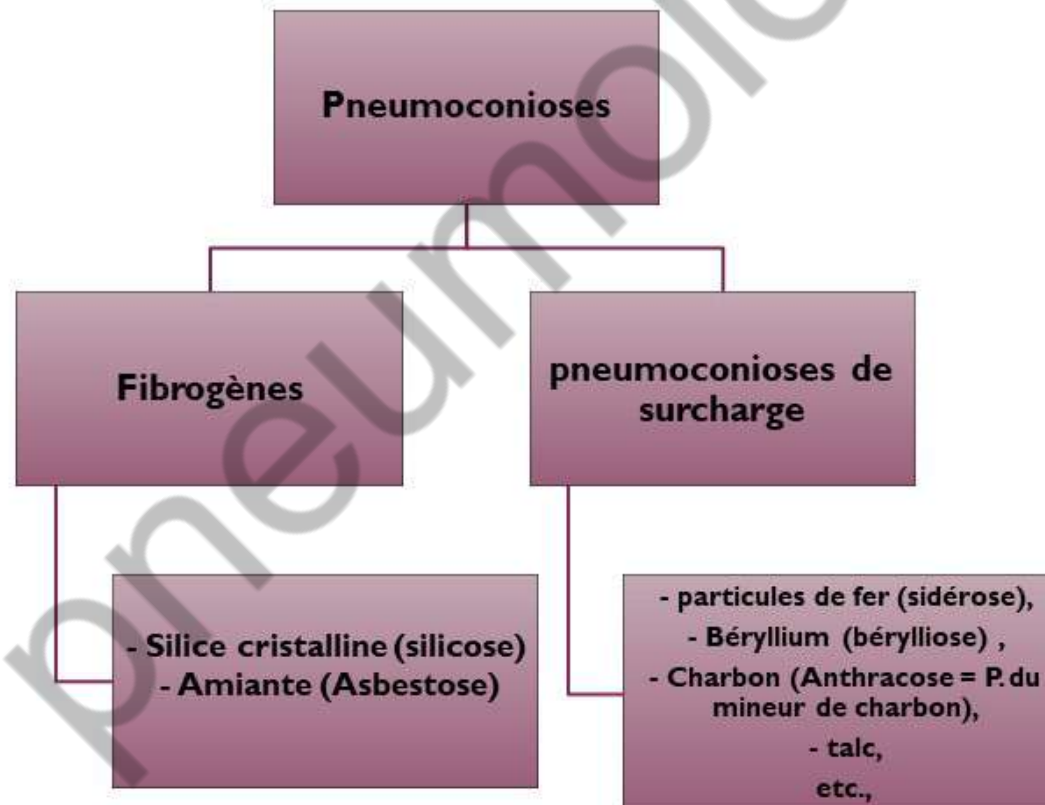 Pneumoconioses
Fibrogènes
pneumoconioses de
surcharge
- Silice cristalline (silicose)
- Amiante (Asbestose)
- particules de fer (sidérose),
- Béryllium (bérylliose) ,
- Charbon (Anthracose = P. du
mineur de charbon),
- talc,
etc.,
pneumolo